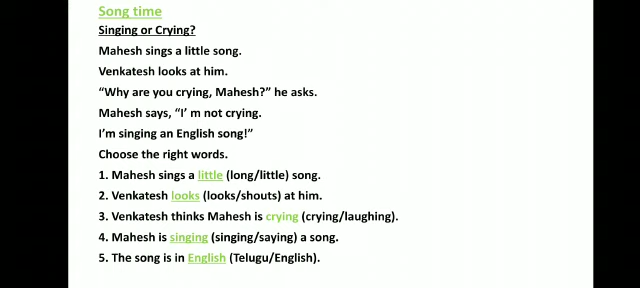 Song time
Singing or Crying?
Mahesh sings a little song.
Venkatesh looks at him.
“Why are you crying, Mahesh?” he asks.
Mahesh says, “I’ m not crying.
I’m singing an English song!”
Choose the right words.
1. Mahesh sings a little (long/little) song.
2. Venkatesh looks (looks/shouts) at him.
3. Venkatesh thinks Mahesh is crying (crying/laughing).
4. Mahesh is singing (singing/saying) a song.
5. The song is in English (Telugu/English).